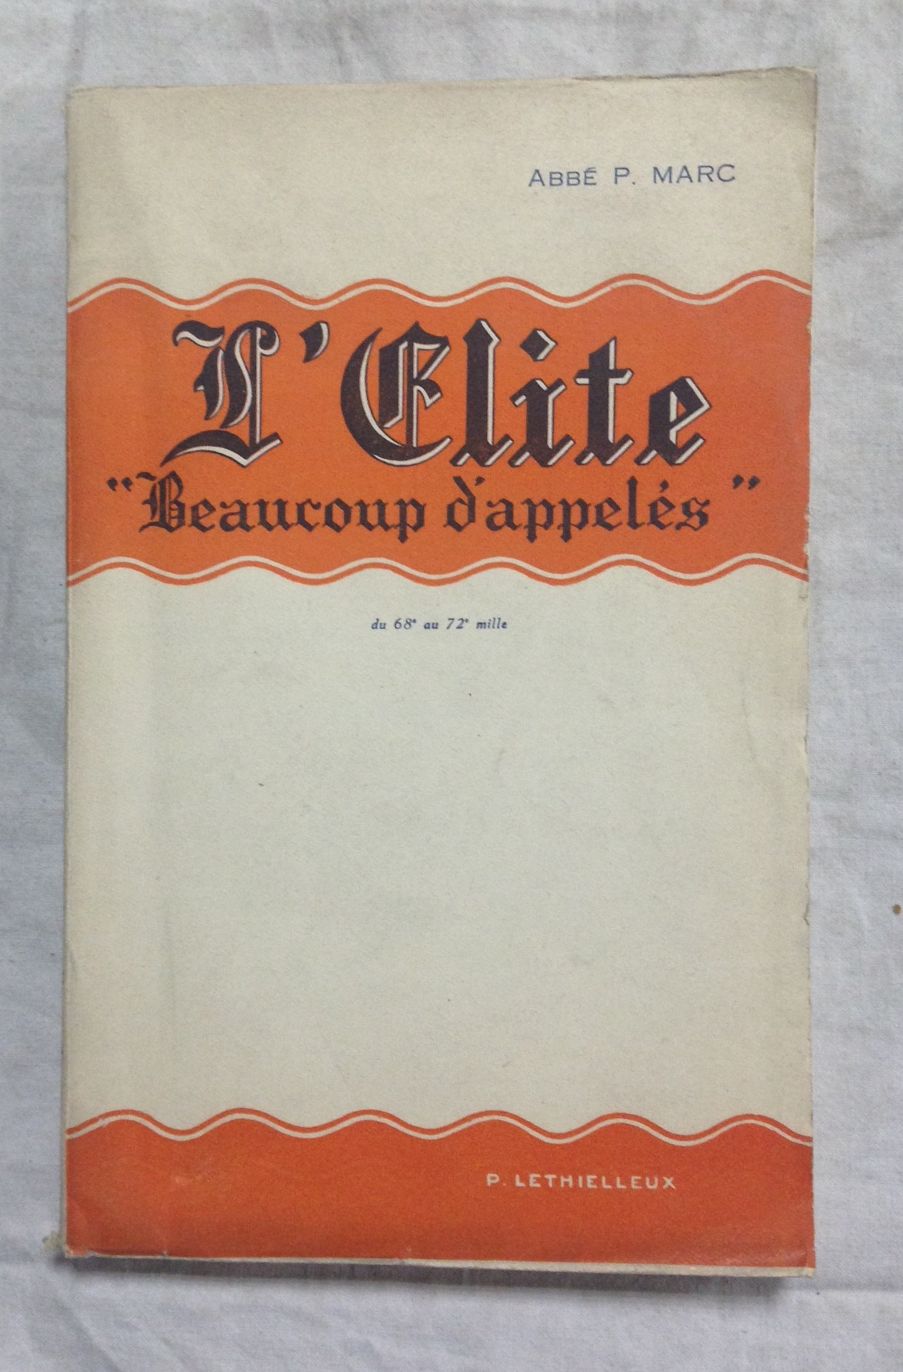 ABBÉ P. MARC
L'Elite
"Beaucoup d'appelés"
du 68e au 72e mille
P. LETHIELLEUX